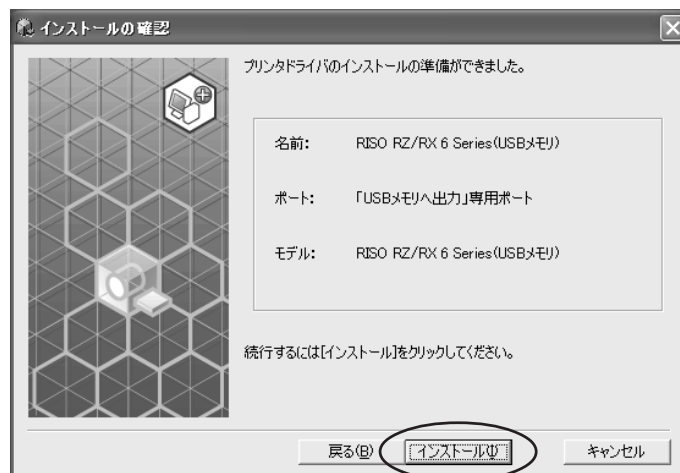 インストールの確認
プリンタドライバのインストールの準備ができました。
名前: RISO RZ/RX 6 Series(USBメモリ)
ポート: 「USBメモリへ出力」専用ポート
モデル: RISO RZ/RX 6 Series(USBメモリ)
続行するには[インストール]をクリックしてください。
戻る(B) インストール(I) キャンセル